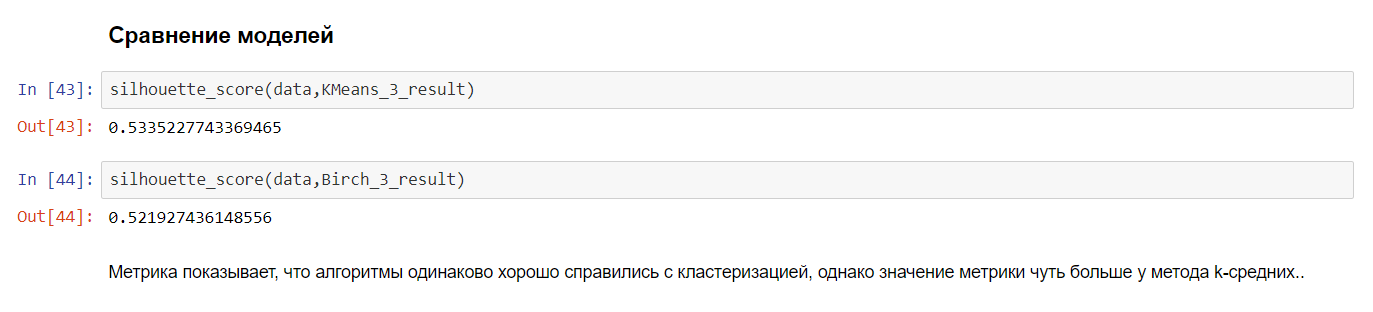 Сравнение моделей
In [43]: silhouette_score(data,KMeans_3_result)
Out[43]: 0.5335227743369465
In [44]: silhouette_score(data,Birch_3_result)
Out[44]: 0.521927436148556
Метрика показывает, что алгоритмы одинаково хорошо справились с кластеризацией, однако значение метрики чуть больше у метода k-средних..